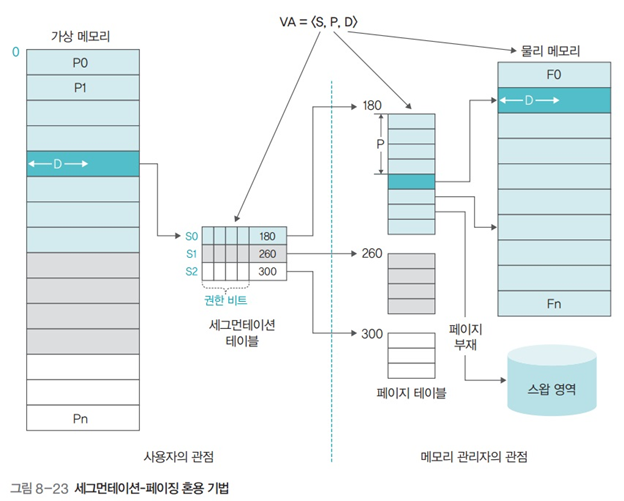 VA = ⟨S, P, D⟩
가상 메모리
0
P0
P1
D
Pn
S0
180
S1
260
S2
300
권한 비트
세그먼테이션
테이블
180
P
260
300
페이지 테이블
물리 메모리
F0
D
Fn
페이지
부재
스왑 영역
사용자의 관점
메모리 관리자의 관점
그림 8-23 세그먼테이션-페이징 혼용 기법